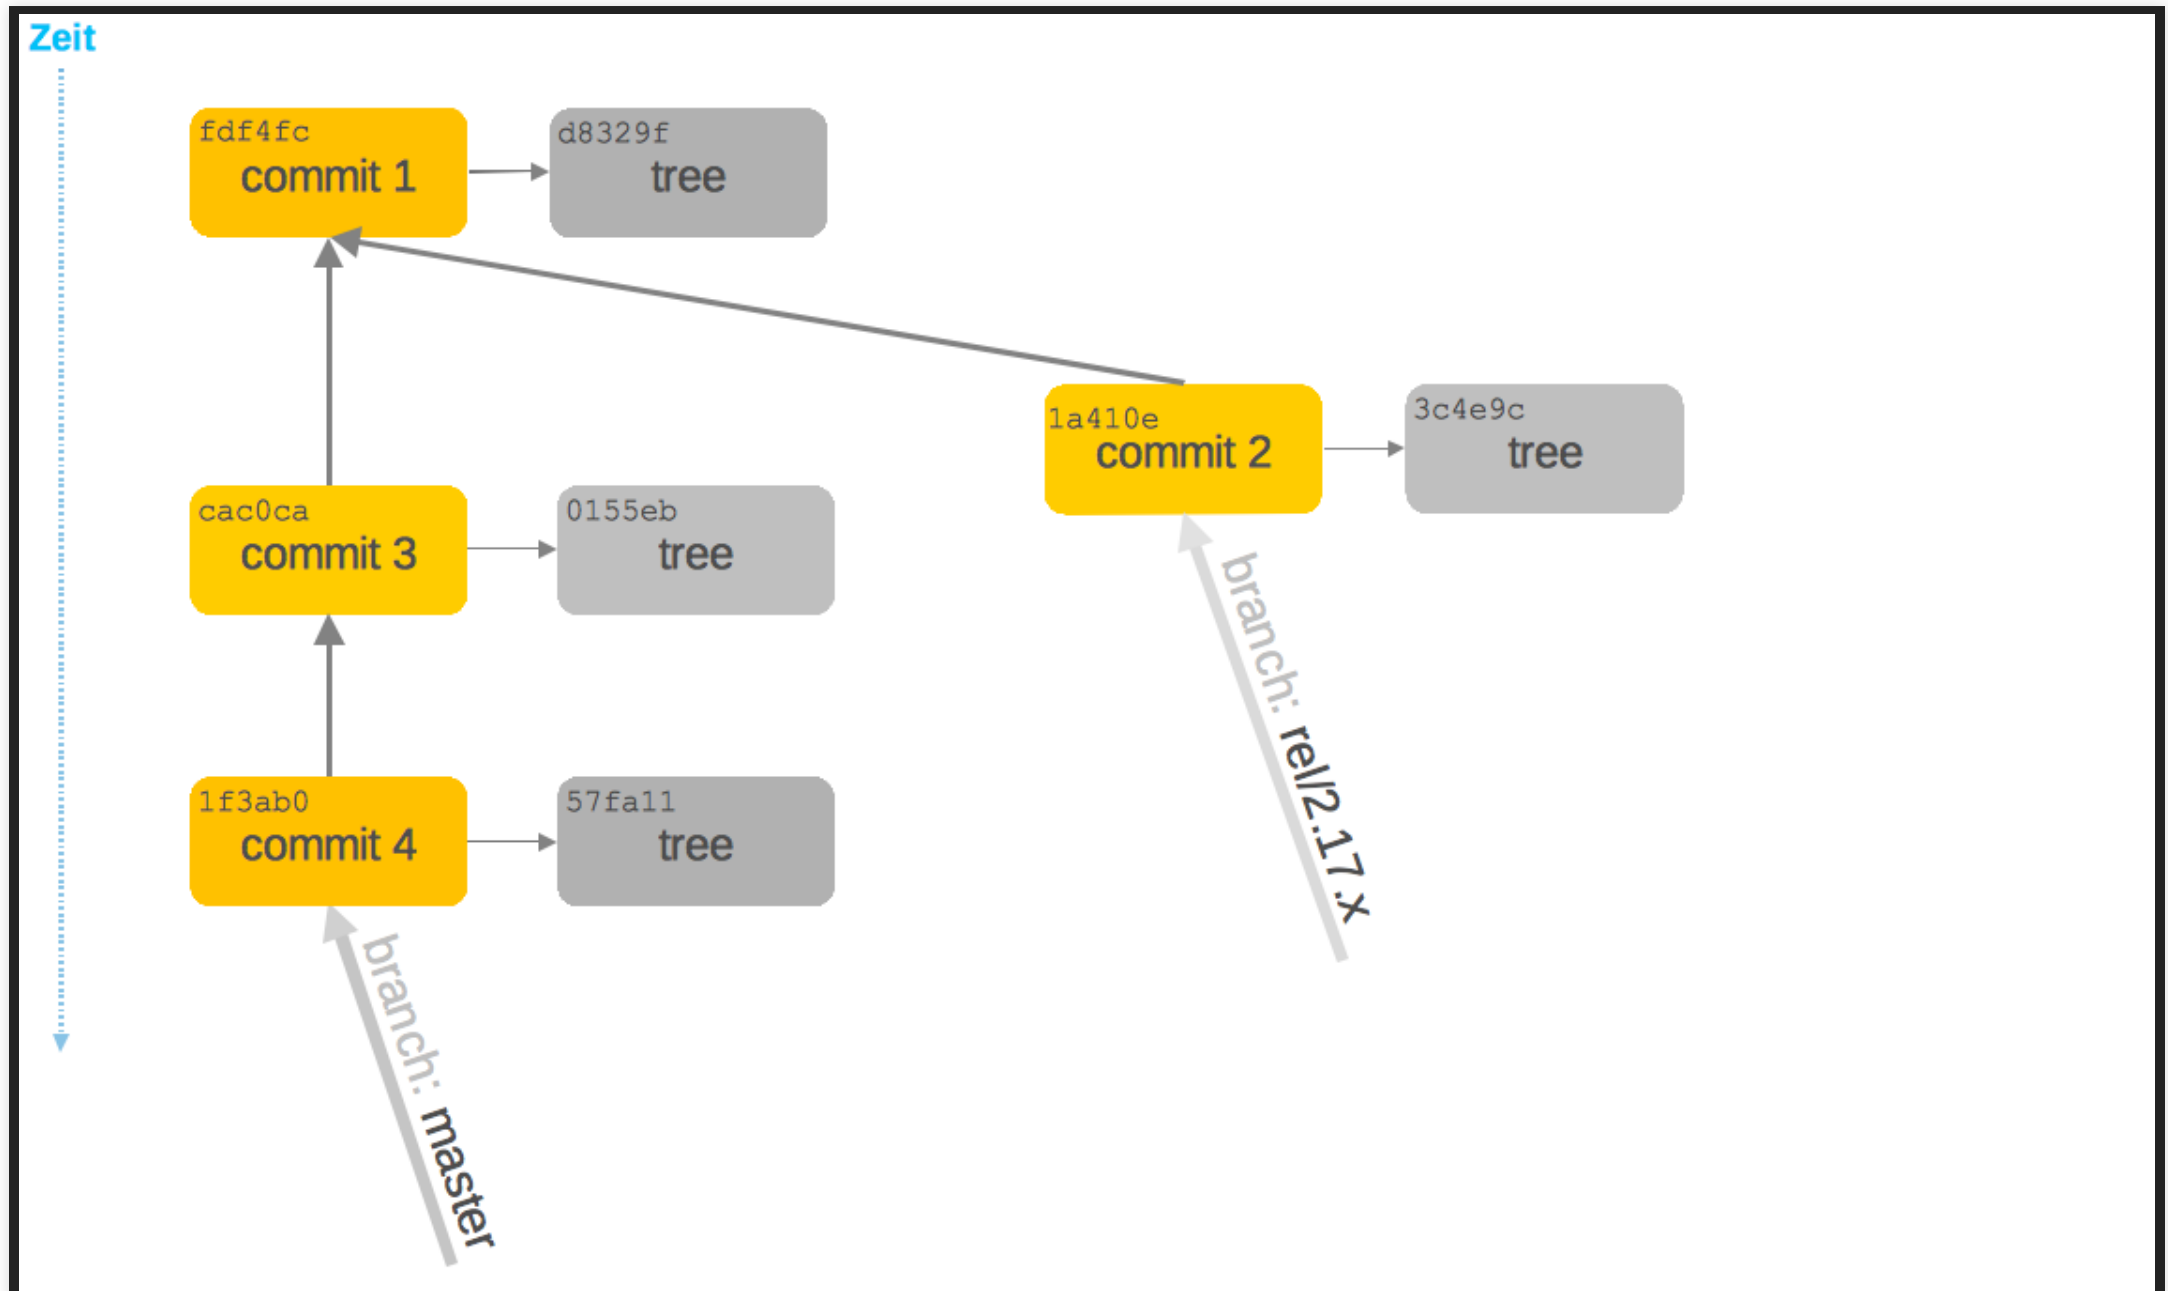 Zeit
fdf4fc
commit 1
d8329f
tree
1a410e
commit 2
3c4e9c
tree
cac0ca
commit 3
0155eb
tree
branch: rel/2.17.x
1f3ab0
commit 4
57fa11
tree
branch: master